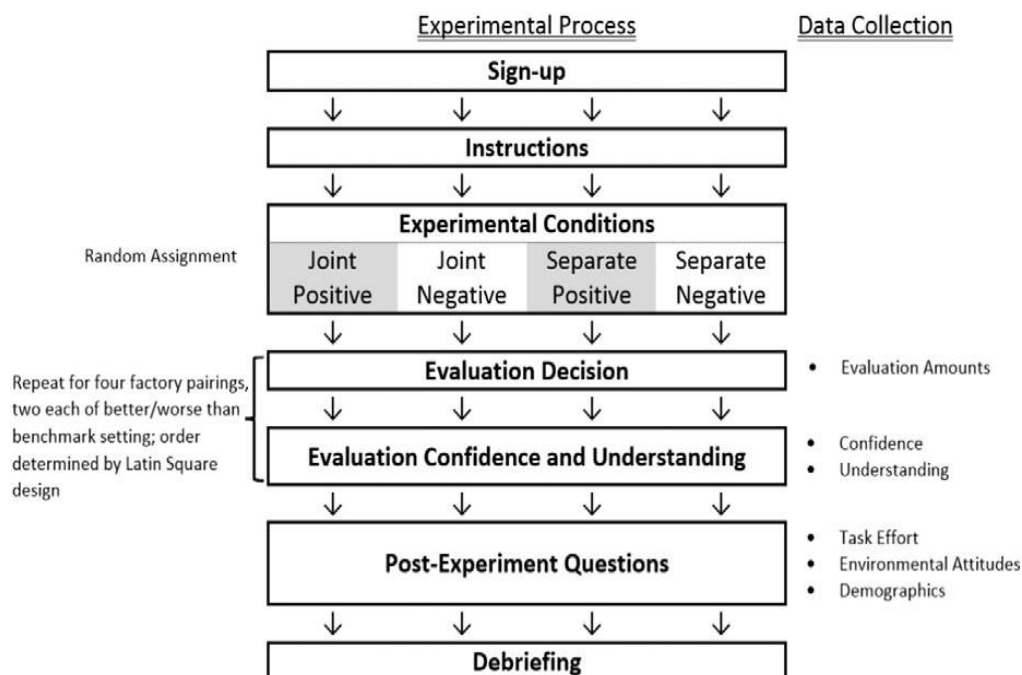 Experimental Process
Data Collection
Sign-up
Instructions
Experimental Conditions
Random Assignment
Joint
Positive
Joint
Negative
Separate
Positive
Separate
Negative
Evaluation Decision
• Evaluation Amounts
Repeat for four factory pairings,
two each of better/worse than
benchmark setting; order
determined by Latin Square
design
Evaluation Confidence and Understanding
• Confidence
• Understanding
Post-Experiment Questions
• Task Effort
• Environmental Attitudes
• Demographics
Debriefing